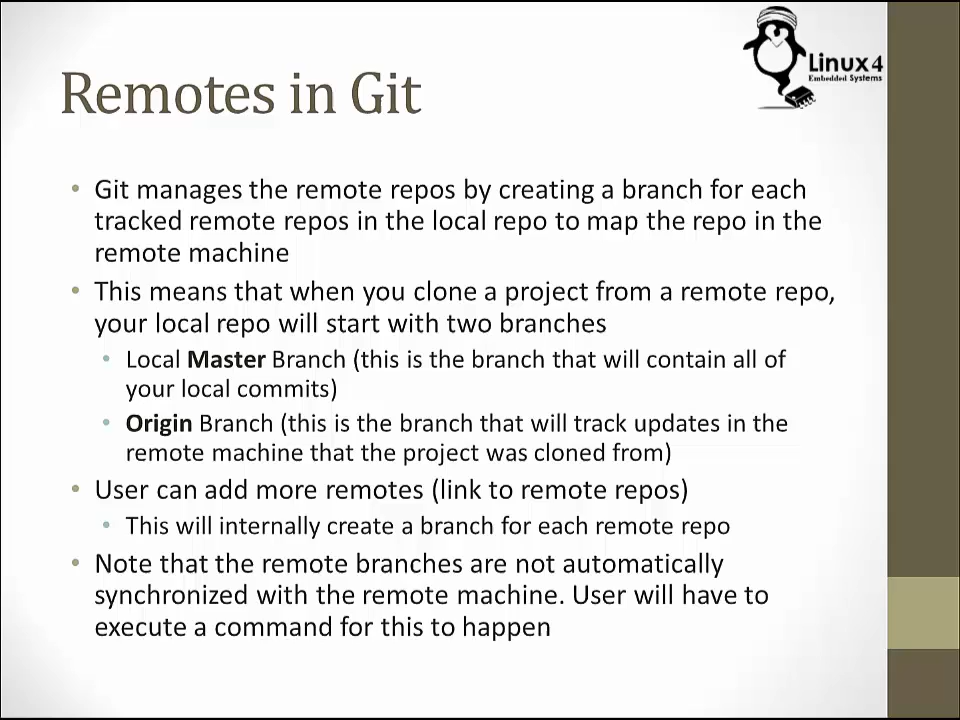 Linux 4
Embedded Systems
Remotes in Git
• Git manages the remote repos by creating a branch for each
tracked remote repos in the local repo to map the repo in the
remote machine
• This means that when you clone a project from a remote repo,
your local repo will start with two branches
• Local Master Branch (this is the branch that will contain all of
your local commits)
• Origin Branch (this is the branch that will track updates in the
remote machine that the project was cloned from)
• User can add more remotes (link to remote repos)
• This will internally create a branch for each remote repo
• Note that the remote branches are not automatically
synchronized with the remote machine. User will have to
execute a command for this to happen